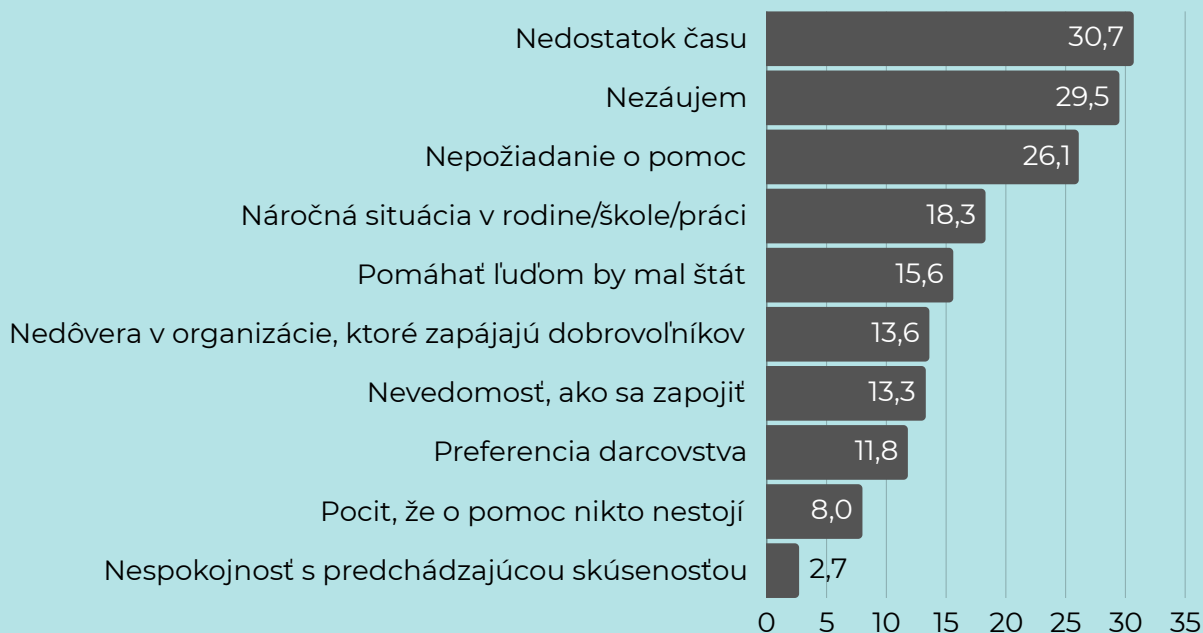 Nedostatok času 30,7
Nezáujem 29,5
Nepožiadanie o pomoc 26,1
Náročná situácia v rodine/škole/práci 18,3
Pomáhať ľuďom by mal štát 15,6
Nedôvera v organizácie, ktoré zapájajú dobrovoľníkov 13,6
Nevedomosť, ako sa zapojiť 13,3
Preferencia darcovstva 11,8
Pocit, že o pomoc nikto nestojí 8,0
Nespokojnosť s predchádzajúcou skúsenosťou 2,7
0 5 10 15 20 25 30 35